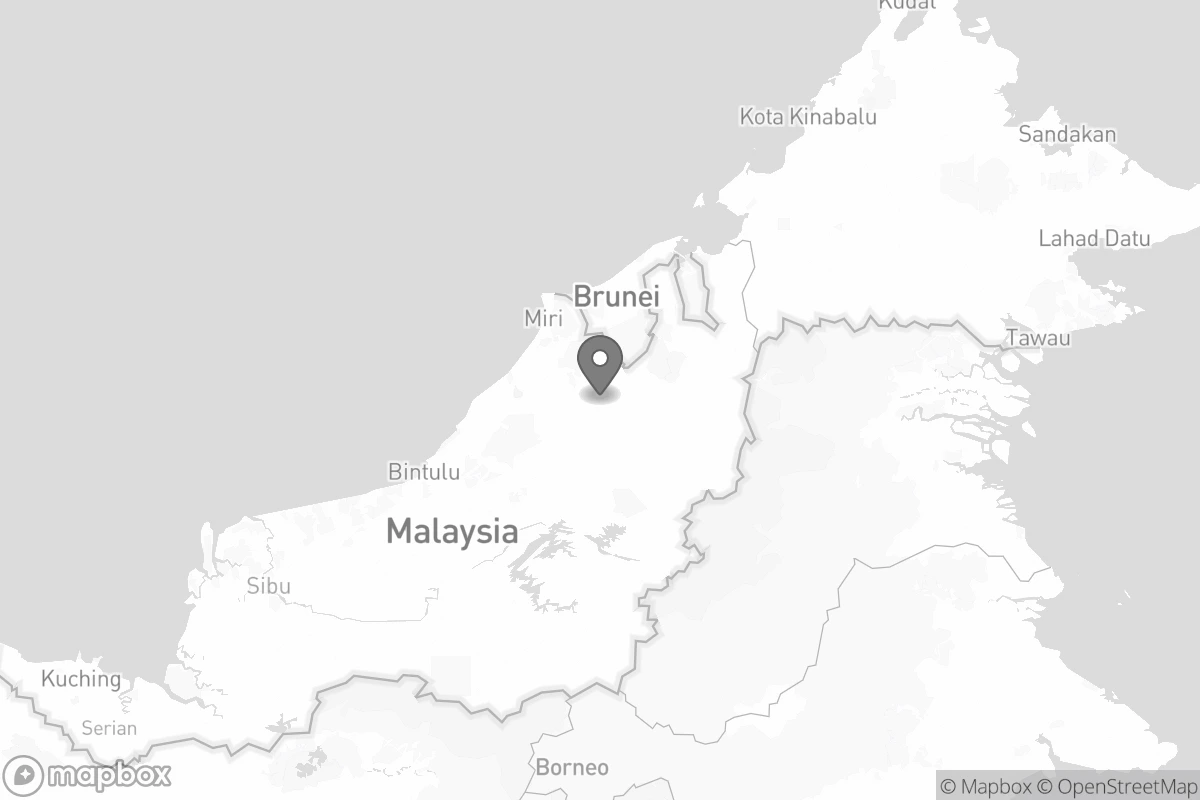 Kudat
Kota Kinabalu
Sandakan
Lahad Datu
Brunei
Miri
Tawau
Bintulu
Malaysia
Sibu
Kuching
Serian
Borneo
mapbox
© Mapbox © OpenStreetMap